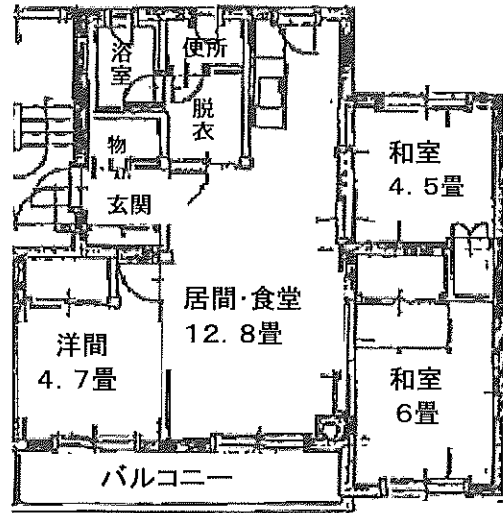 浴室
便所
脱衣
物
玄関
和室
4.5畳
居間・食堂
12.8畳
洋間
4.7畳
和室
6畳
バルコニー